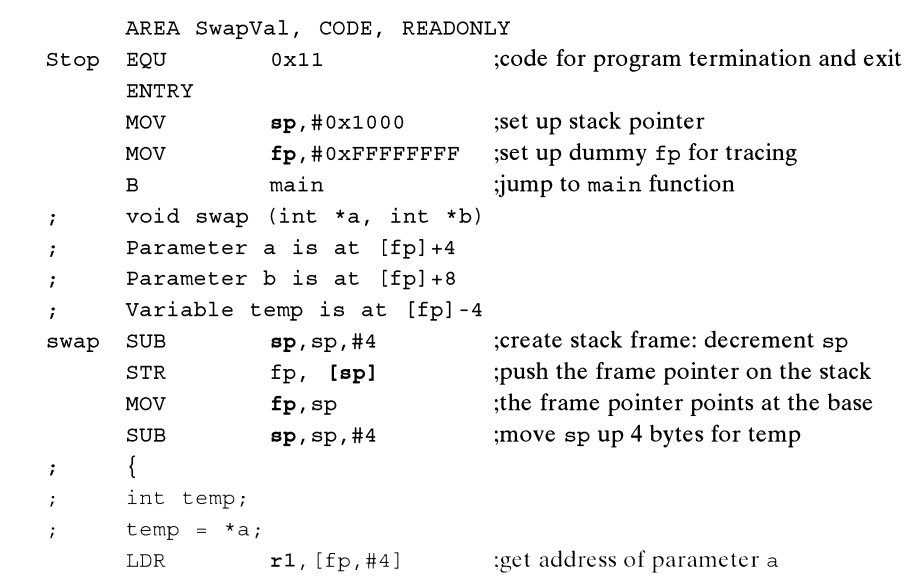 AREA SwapVal, CODE, READONLY
Stop EQU 0x11 ;code for program termination and exit
ENTRY
MOV sp,#0x1000 ;set up stack pointer
MOV fp,#0xFFFFFFFF ;set up dummy fp for tracing
B main ;jump to main function
; void swap (int *a, int *b)
; Parameter a is at [fp]+4
; Parameter b is at [fp]+8
; Variable temp is at [fp]-4
swap SUB sp,sp,#4 ;create stack frame: decrement sp
STR fp, [sp] ;push the frame pointer on the stack
MOV fp,sp ;the frame pointer points at the base
SUB sp,sp,#4 ;move sp up 4 bytes for temp
; {
; int temp;
; temp = *a;
LDR r1,[fp,#4] ;get address of parameter a